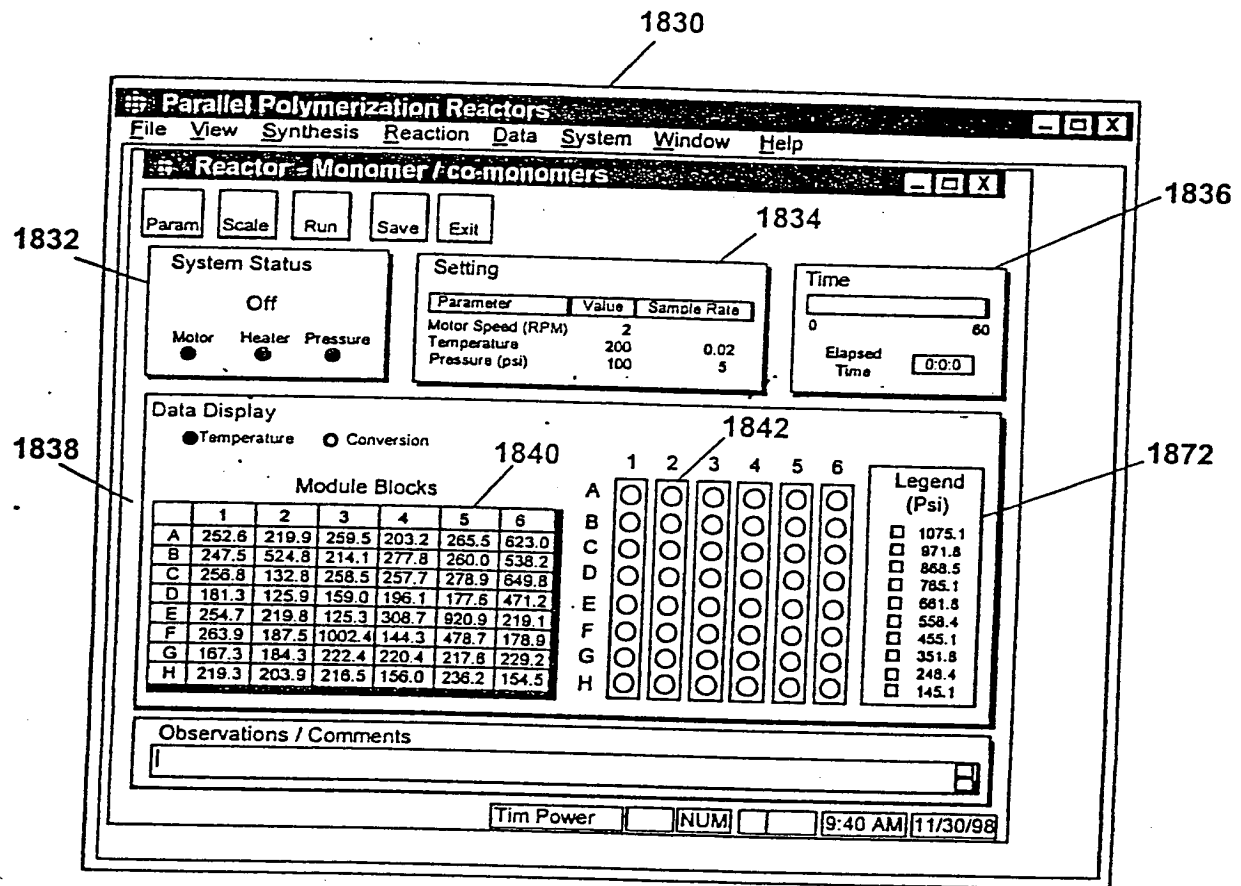 1830
Parallel Polymerization Reactors
File View Synthesis Reaction Data System Window Help
Reactor - Monomer / co-monomers
Param Scale Run Save Exit
1832
1834
1836
System Status
Off
Motor Heater Pressure
Setting
Parameter Value Sample Rate
Motor Speed (RPM) 2
Temperature 200 0.02
Pressure (psi) 100 5
Time
0 60
Elapsed
Time
0:0:0
1838
Data Display
Temperature Conversion
1840
1842
1872
Module Blocks
1 2 3 4 5 6
A 252.6 219.9 259.5 203.2 265.5 623.0
B 247.5 524.8 214.1 277.8 260.0 538.2
C 256.8 132.8 258.5 257.7 278.9 649.8
D 181.3 125.9 159.0 196.1 177.6 471.2
E 254.7 219.8 125.3 308.7 920.9 219.1
F 263.9 187.5 1002.4 144.3 478.7 178.9
G 167.3 184.3 222.4 220.4 217.6 229.2
H 219.3 203.9 216.5 156.0 236.2 154.5
1 2 3 4 5 6
A
B
C
D
E
F
G
H
Legend
(Psi)
1075.1
971.8
868.5
785.1
661.8
558.4
455.1
351.8
248.4
145.1
Observations / Comments
Tim Power NUM 9:40 AM 11/30/98